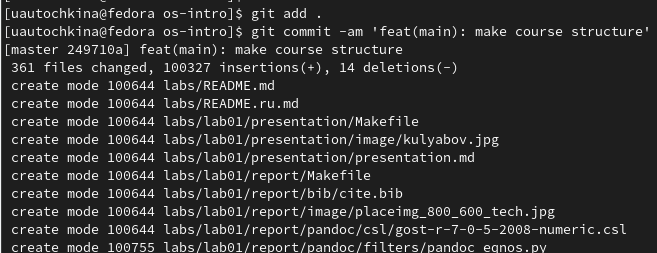 [uautochkina@fedora os-intro]$ git add .
[uautochkina@fedora os-intro]$ git commit -am 'feat(main): make course structure'
[master 249710a] feat(main): make course structure
 361 files changed, 100327 insertions(+), 14 deletions(-)
 create mode 100644 labs/README.md
 create mode 100644 labs/README.ru.md
 create mode 100644 labs/lab01/presentation/Makefile
 create mode 100644 labs/lab01/presentation/image/kulyabov.jpg
 create mode 100644 labs/lab01/presentation/presentation.md
 create mode 100644 labs/lab01/report/Makefile
 create mode 100644 labs/lab01/report/bib/cite.bib
 create mode 100644 labs/lab01/report/image/placeimg_800_600_tech.jpg
 create mode 100644 labs/lab01/report/pandoc/csl/gost-r-7-0-5-2008-numeric.csl
 create mode 100755 labs/lab01/report/pandoc/filters/pandoc_eqnos.py